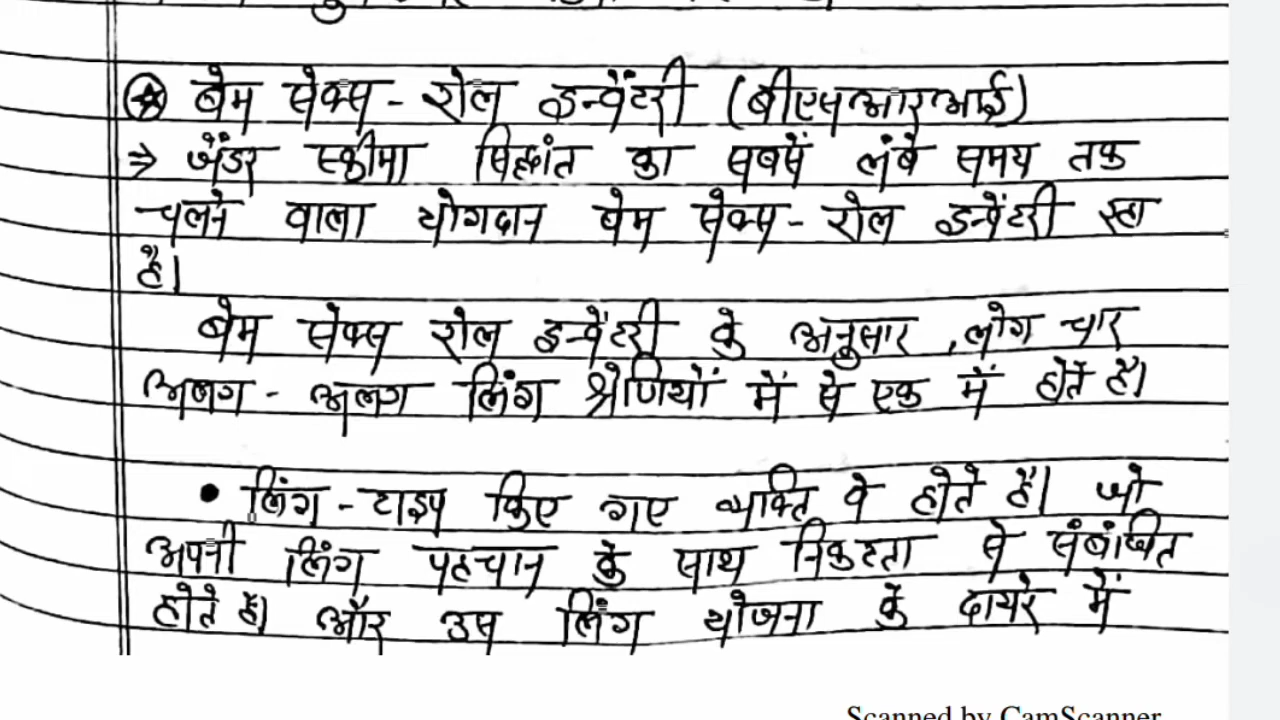 बेम सेक्स - रोल इन्वेंटरी (बीएसआरआई)
⇒ जेंडर स्कीमा सिद्धांत का सबसे लंबे समय तक
चलने वाला योगदान बेम सेक्स - रोल इन्वेंटरी रहा
है।
बेम सेक्स रोल इन्वेंटरी के अनुसार, लोग चार
अलग - अलग लिंग श्रेणियों में से एक में होते है।
• लिंग - टाइप किए गए व्यक्ति वे होते है। जो
अपनी लिंग पहचान के साथ निकटता से संबंधित
होते है। और उस लिंग योजना के दायरे में
Scanned by CamScanner